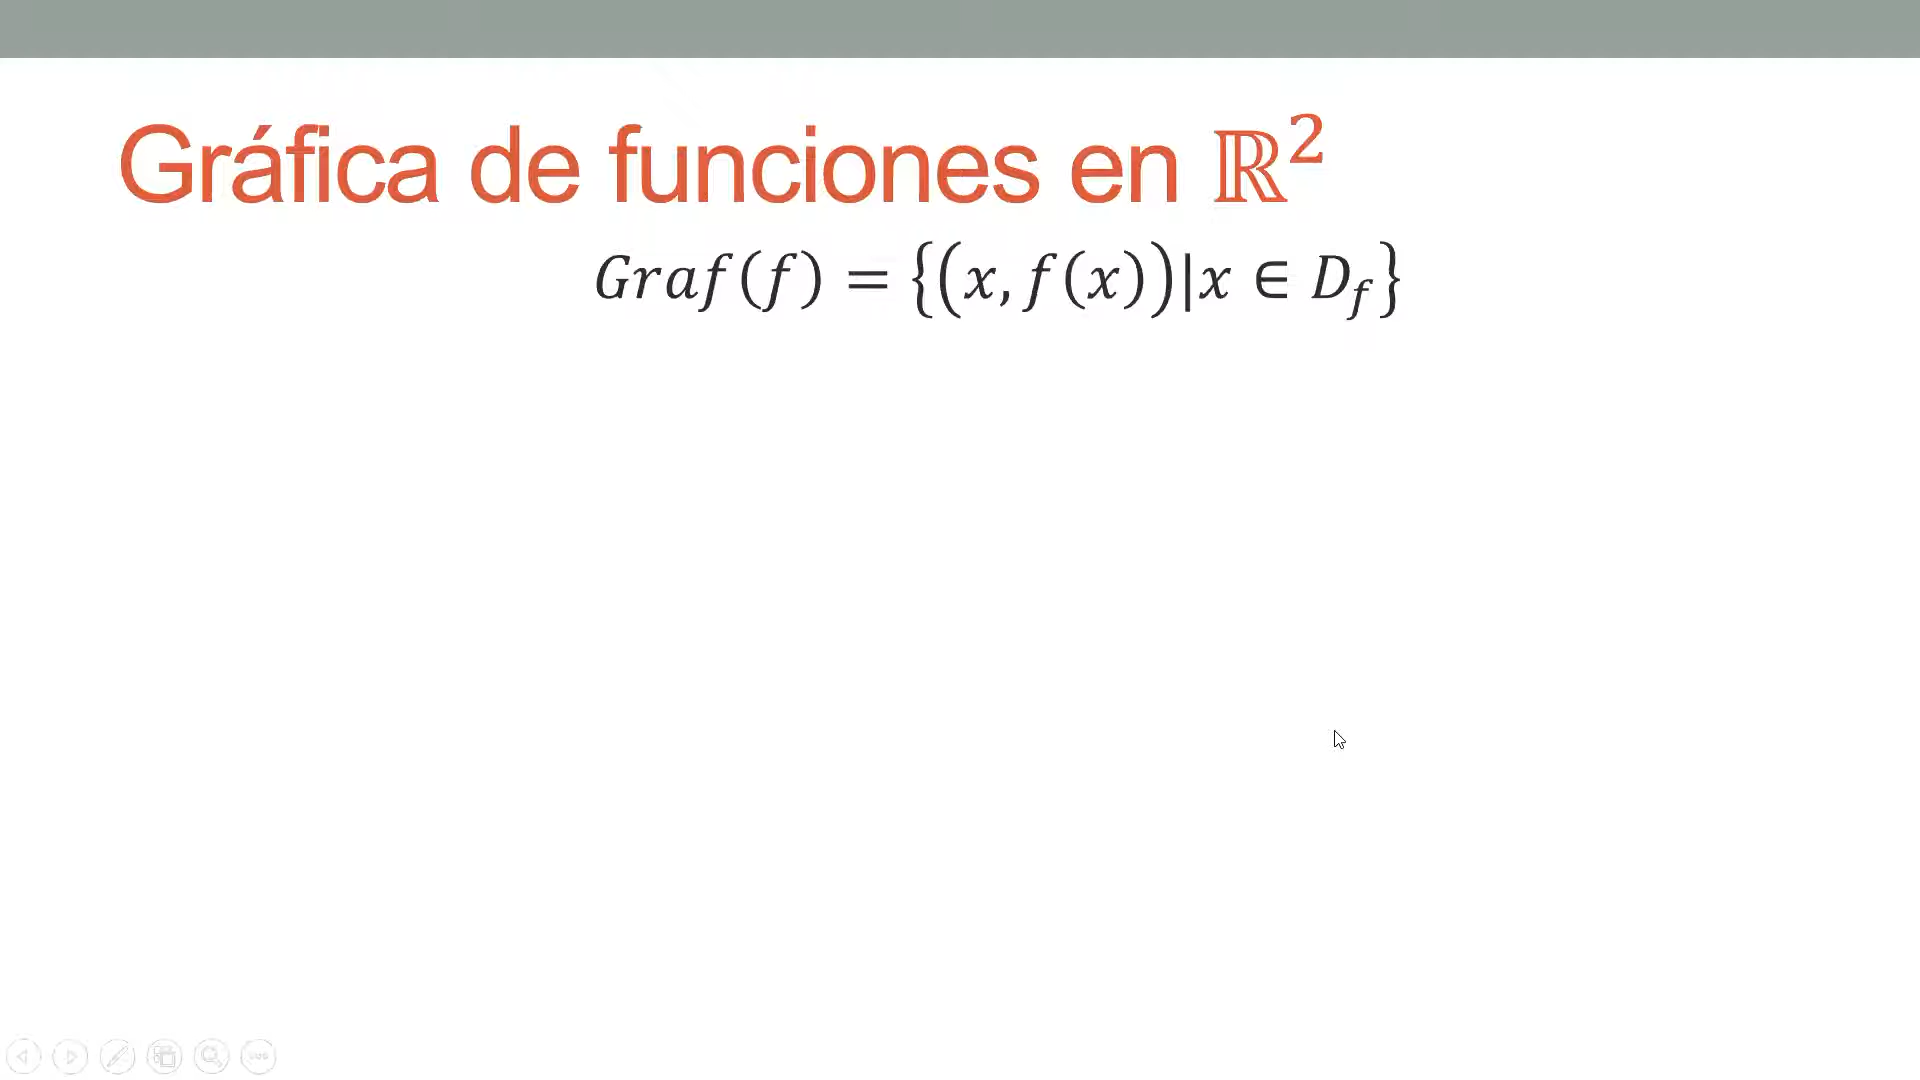 Gráfica de funciones en ℝ²
Graf(f) = {(x, f(x))|x ∈ D_f}